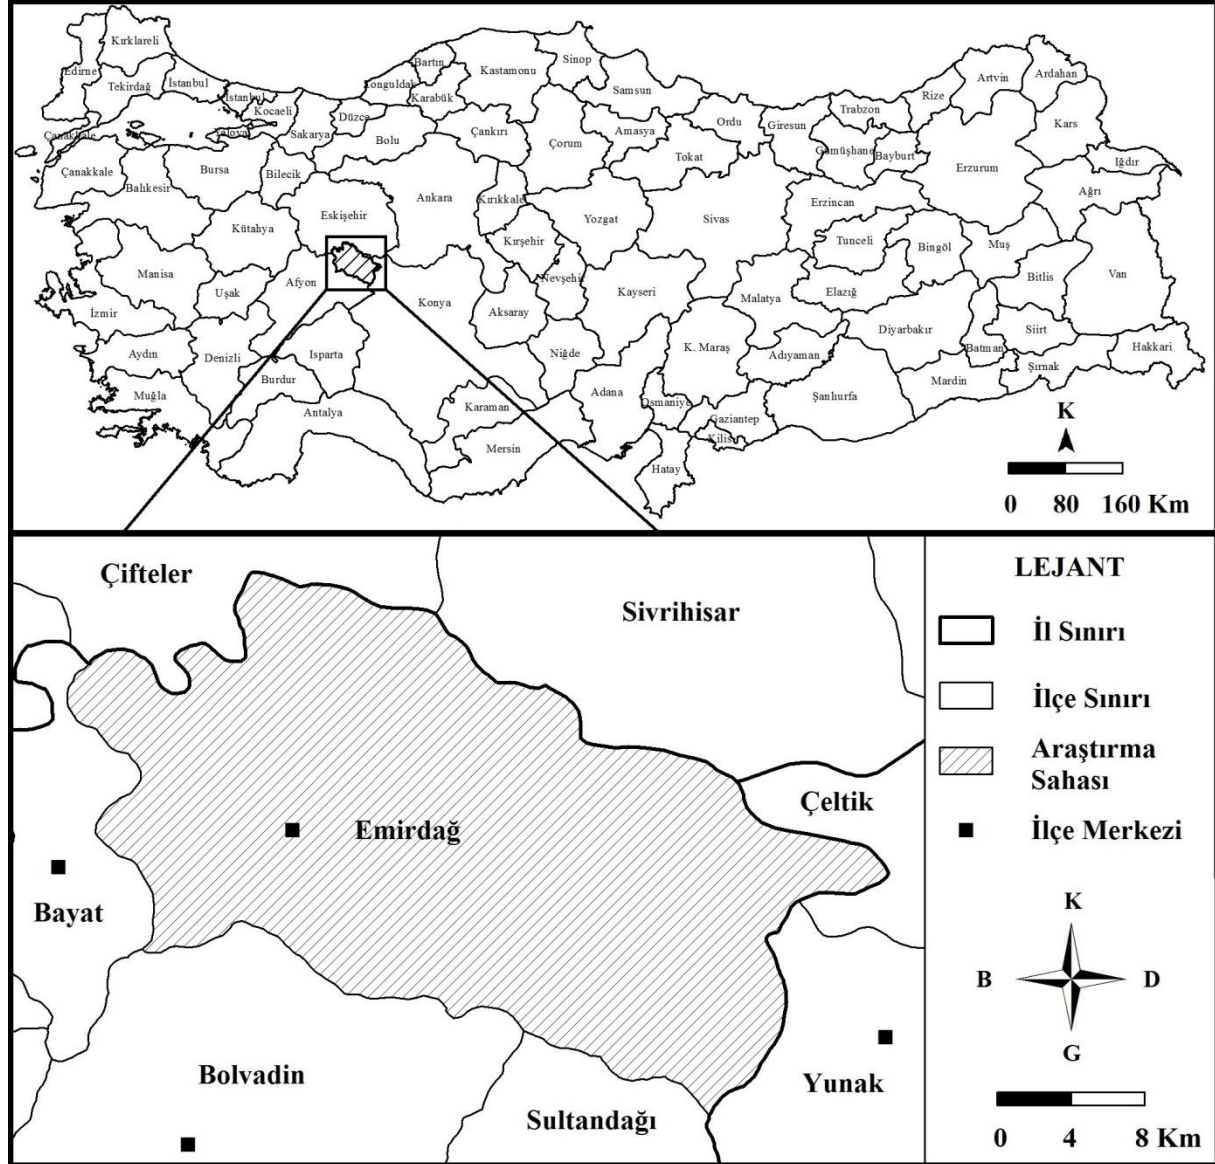 Kırklareli
Edirne
Tekirdağ
İstanbul
İstanbul
Kocaeli
Yalova
Sakarya
Düzce
Bolu
Zonguldak
Bartın
Karabük
Kastamonu
Sinop
Samsun
Çankırı
Çorum
Amasya
Tokat
Ordu
Giresun
Trabzon
Gümüşhane
Bayburt
Rize
Artvin
Ardahan
Kars
Iğdır
Ağrı
Erzurum
Erzincan
Çanakkale
Çanakkale
Balıkesir
Bursa
Bilecik
Eskişehir
Ankara
Kırıkkale
Kırşehir
Yozgat
Sivas
Tunceli
Bingöl
Muş
Bitlis
Van
Kütahya
Manisa
Uşak
Afyon
Konya
Aksaray
Nevşehir
Kayseri
Malatya
Elazığ
Diyarbakır
Batman
Siirt
Şırnak
Hakkari
İzmir
Aydın
Denizli
Isparta
Burdur
Niğde
K. Maraş
Adıyaman
Mardin
Şanlıurfa
Muğla
Antalya
Karaman
Mersin
Adana
Osmaniye
Gaziantep
Kilis
Hatay
K
0 80 160 Km
Çifteler
Sivrihisar
Çeltik
Emirdağ
Bayat
Bolvadin
Sultandağı
Yunak
LEJANT
İl Sınırı
İlçe Sınırı
Araştırma
Sahası
İlçe Merkezi
K
B D
G
0 4 8 Km